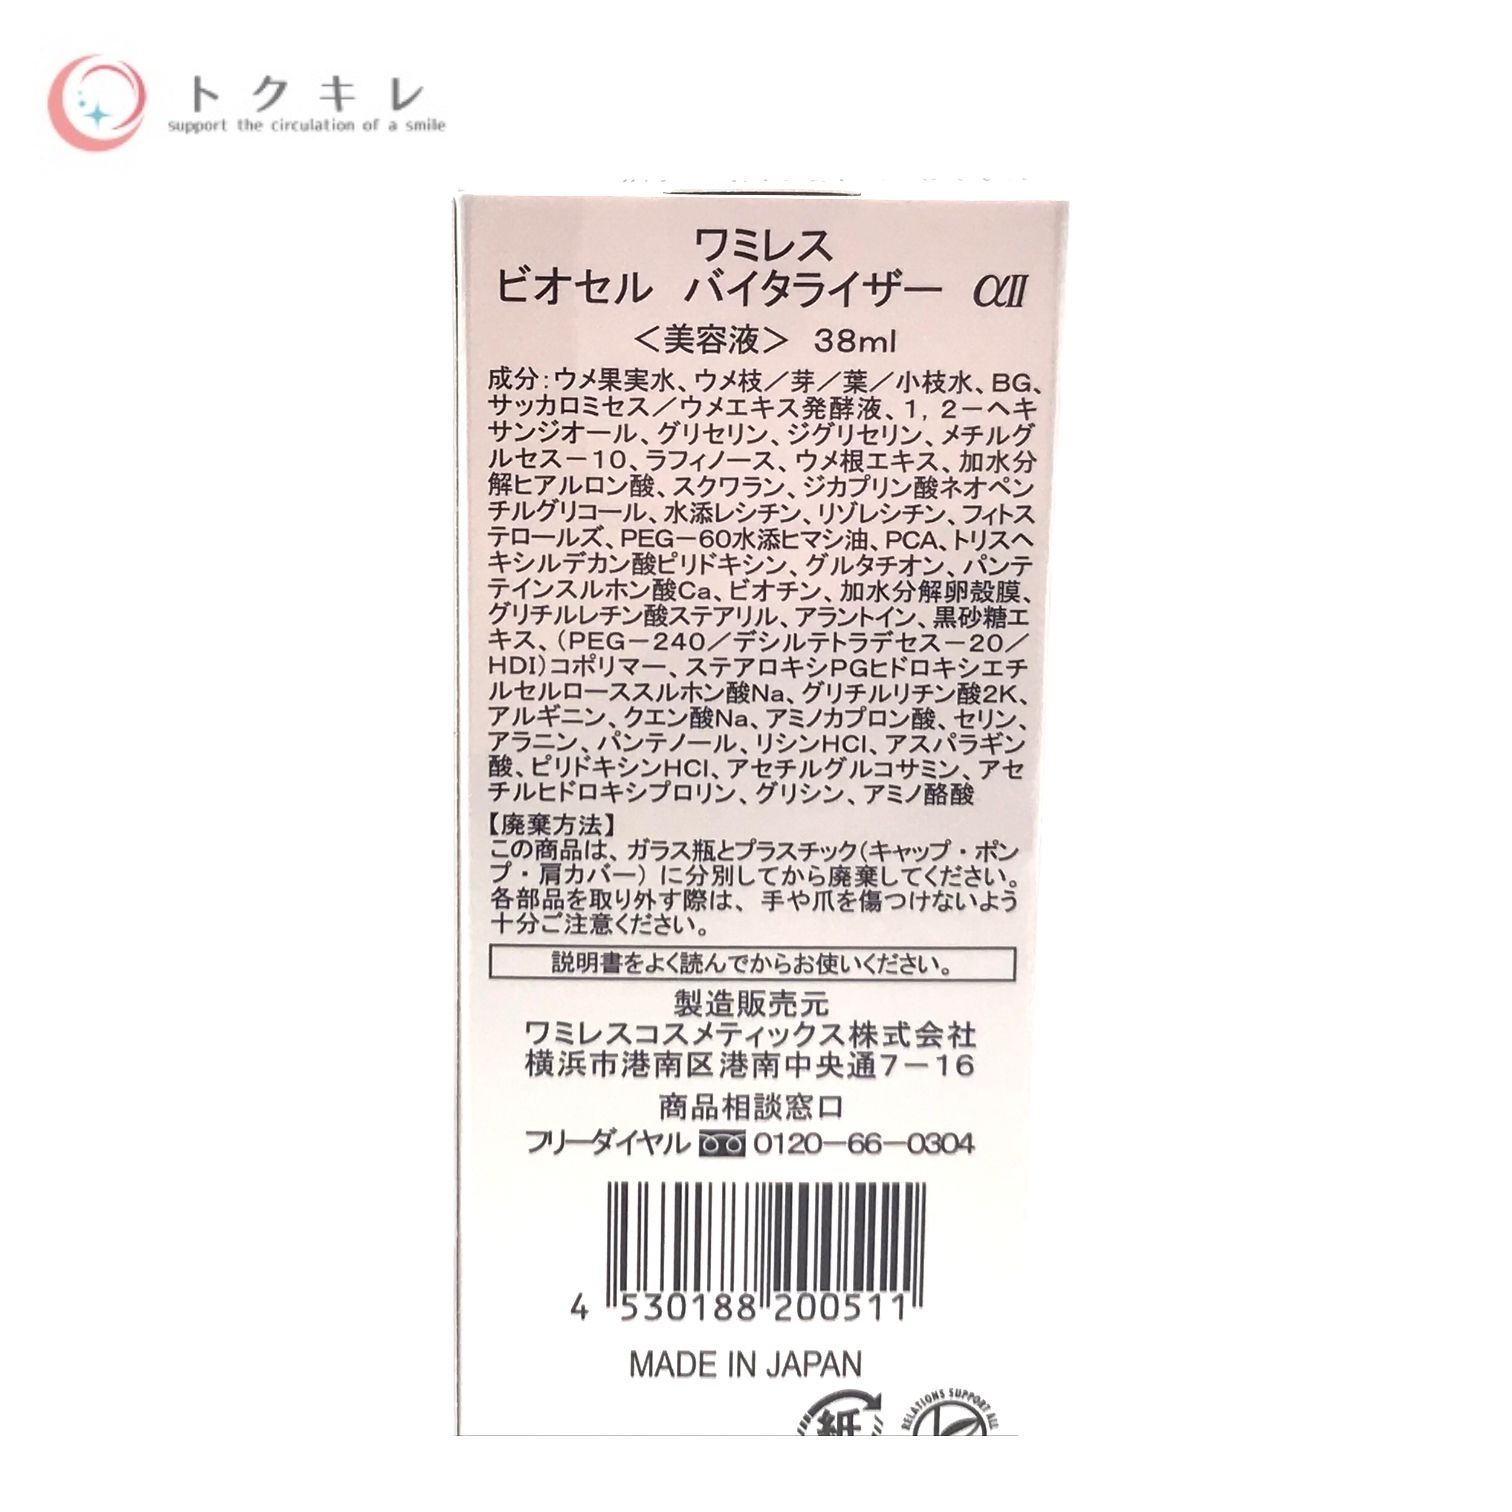 トクキレ
support the circulation of a smile
ワミレス
ビオセル バイタライザー αII
＜美容液＞ 38ml
成分：ウメ果実水、ウメ枝／芽／葉／小枝水、BG、
サッカロミセス／ウメエキス発酵液、1，2－ヘキ
サンジオール、グリセリン、ジグリセリン、メチルグ
ルセス－10、ラフィノース、ウメ根エキス、加水分
解ヒアルロン酸、スクワラン、ジカプリン酸ネオペン
チルグリコール、水添レシチン、リゾレシチン、フィトス
テロールズ、PEG－60水添ヒマシ油、PCA、トリスヘ
キシルデカン酸ピリドキシン、グルタチオン、パンテ
テインスルホン酸Ca、ビオチン、加水分解卵殻膜、
グリチルレチン酸ステアリル、アラントイン、黒砂糖エ
キス、（PEG－240／デシルテトラデセス－20／
HDI）コポリマー、ステアロキシPGヒドロキシエチ
ルセルローススルホン酸Na、グリチルリチン酸2K、
アルギニン、クエン酸Na、アミノカプロン酸、セリン、
アラニン、パンテノール、リシンHCl、アスパラギン
酸、ピリドキシンHCl、アセチルグルコサミン、アセ
チルヒドロキシプロリン、グリシン、アミノ酪酸
【廃棄方法】
この商品は、ガラス瓶とプラスチック（キャップ・ポン
プ・肩カバー）に分別してから廃棄してください。
各部品を取り外す際は、手や爪を傷つけないよう
十分ご注意ください。
説明書をよく読んでからお使いください。
製造販売元
ワミレスコスメティックス株式会社
横浜市港南区港南中央通7－16
商品相談窓口
フリーダイヤル 0120－66－0304
4 530188 200511
MADE IN JAPAN
紙
RELATIONS SUPPORT ALL